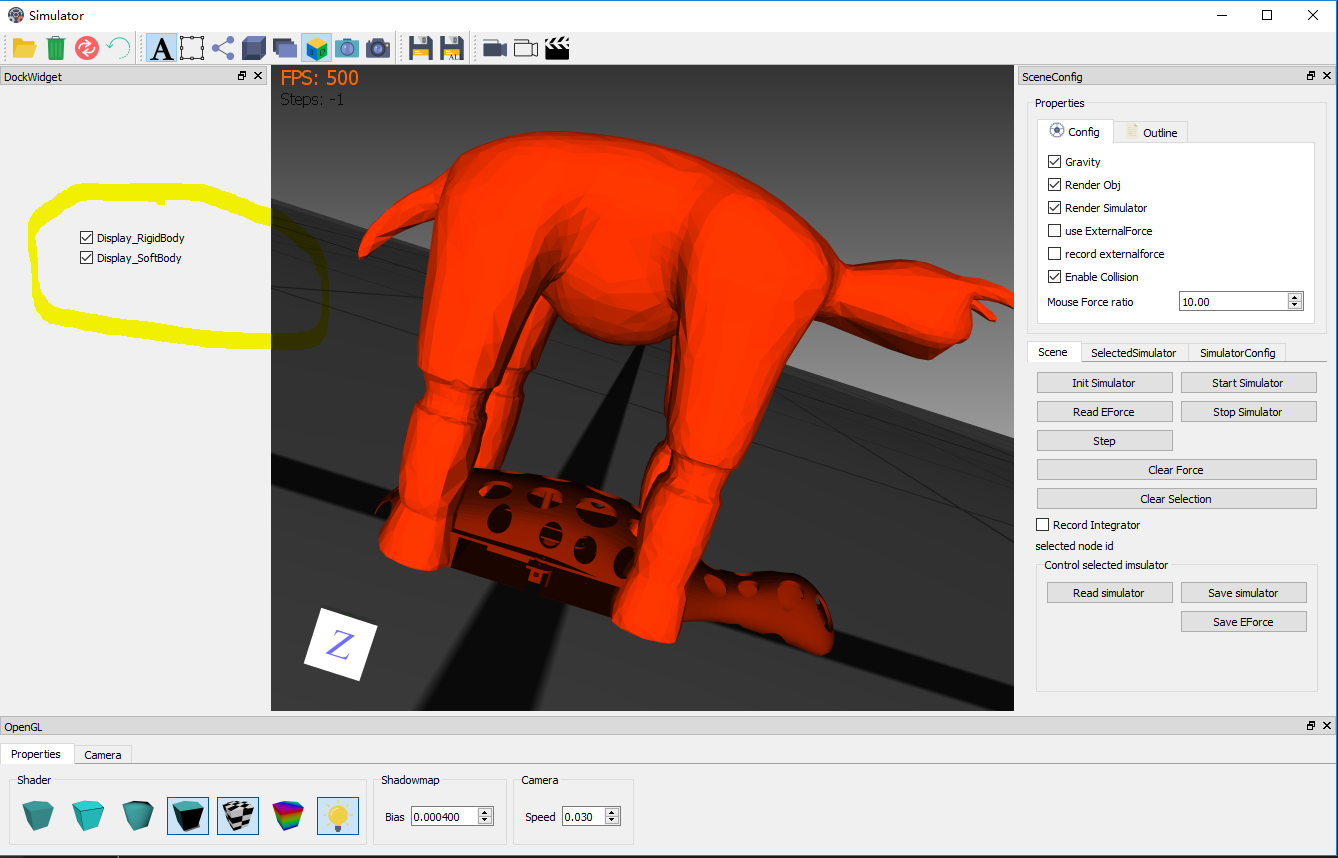 Simulator
A
ALL
DockWidget
Display_RigidBody
Display_SoftBody
FPS: 500
Steps: -1
Z
SceneConfig
Properties
Config
Outline
Gravity
Render Obj
Render Simulator
use ExternalForce
record externalforce
Enable Collision
Mouse Force ratio
10.00
Scene
SelectedSimulator
SimulatorConfig
Init Simulator
Start Simulator
Read EForce
Stop Simulator
Step
Clear Force
Clear Selection
Record Integrator
selected node id
Control selected imsulator
Read simulator
Save simulator
Save EForce
OpenGL
Properties
Camera
Shader
Shadowmap
Camera
Bias
0.000400
Speed
0.030